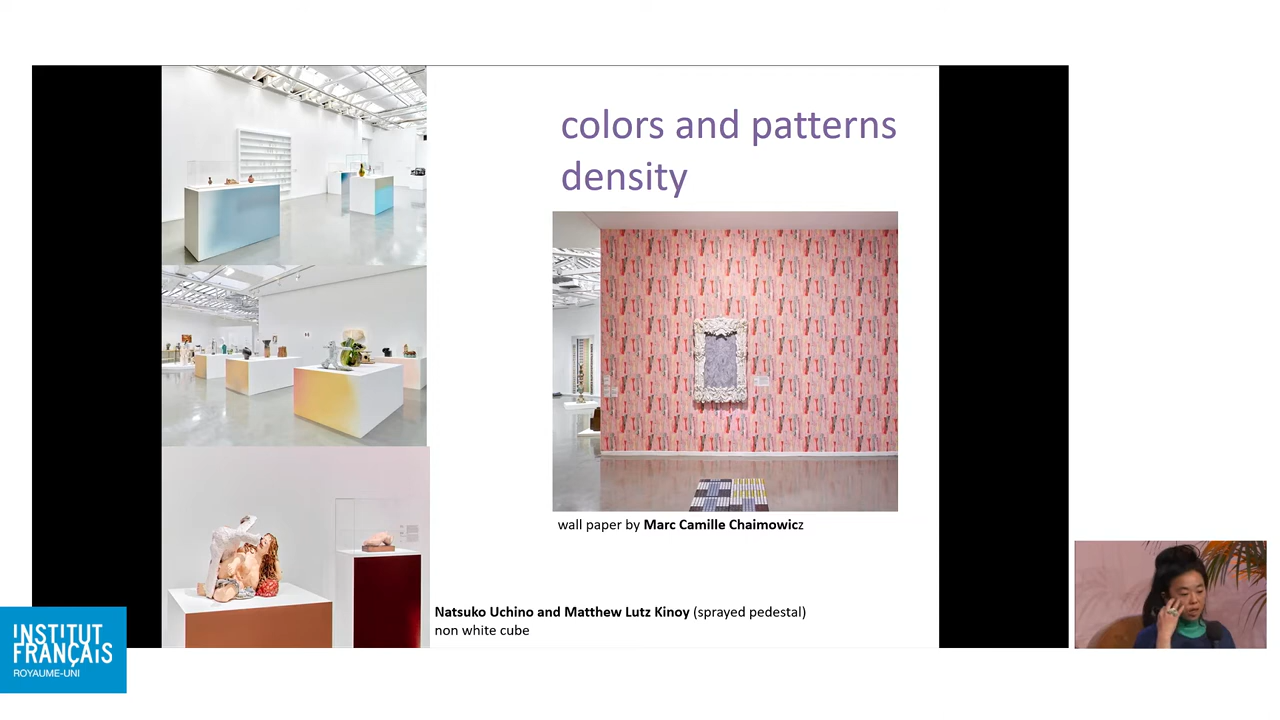 colors and patterns
density
wall paper by Marc Camille Chaimowicz
Natsuko Uchino and Matthew Lutz Kinoy (sprayed pedestal)
non white cube
INSTITUT
FRANÇAIS
ROYAUME-UNI